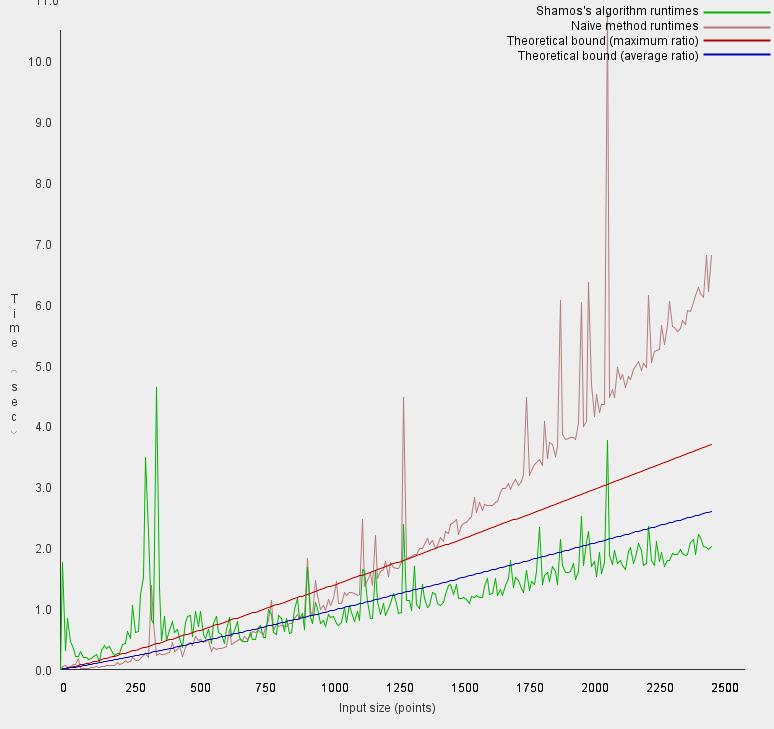 11.0
Shamos's algorithm runtimes
Naive method runtimes
Theoretical bound (maximum ratio)
Theoretical bound (average ratio)
10.0
9.0
8.0
7.0
6.0
5.0
4.0
3.0
2.0
1.0
0.0
Time (sec)
0 250 500 750 1000 1250 1500 1750 2000 2250 2500
Input size (points)